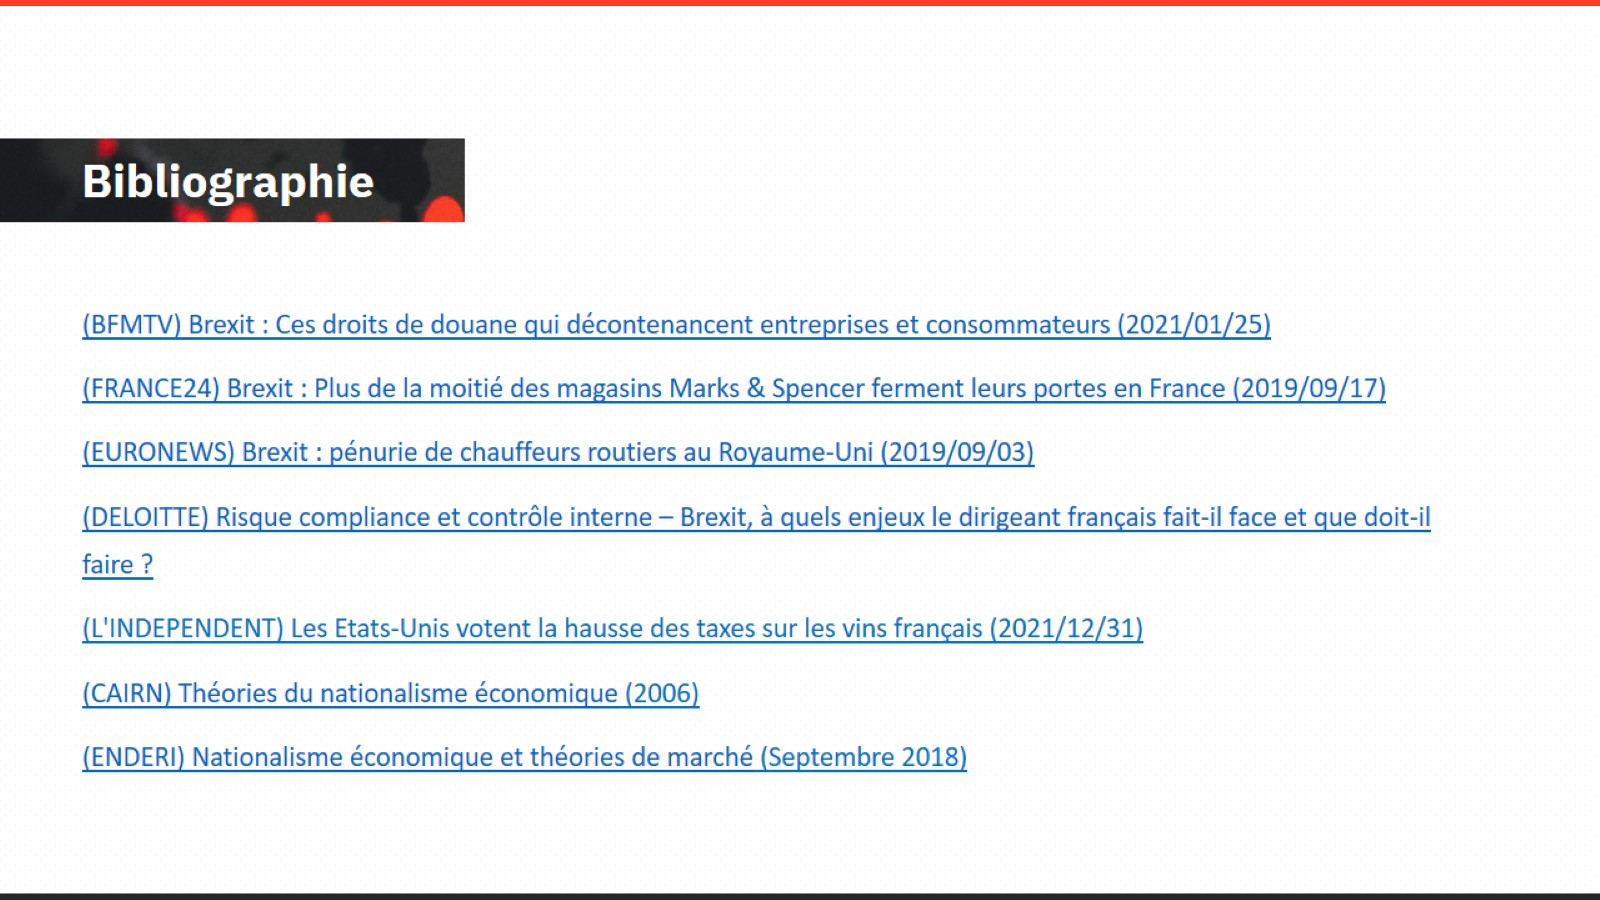 Bibliographie
(BFMTV) Brexit : Ces droits de douane qui décontenancent entreprises et consommateurs (2021/01/25)
(FRANCE24) Brexit : Plus de la moitié des magasins Marks & Spencer ferment leurs portes en France (2019/09/17)
(EURONEWS) Brexit : pénurie de chauffeurs routiers au Royaume-Uni (2019/09/03)
(DELOITTE) Risque compliance et contrôle interne – Brexit, à quels enjeux le dirigeant français fait-il face et que doit-il
faire ?
(L'INDEPENDENT) Les Etats-Unis votent la hausse des taxes sur les vins français (2021/12/31)
(CAIRN) Théories du nationalisme économique (2006)
(ENDERI) Nationalisme économique et théories de marché (Septembre 2018)